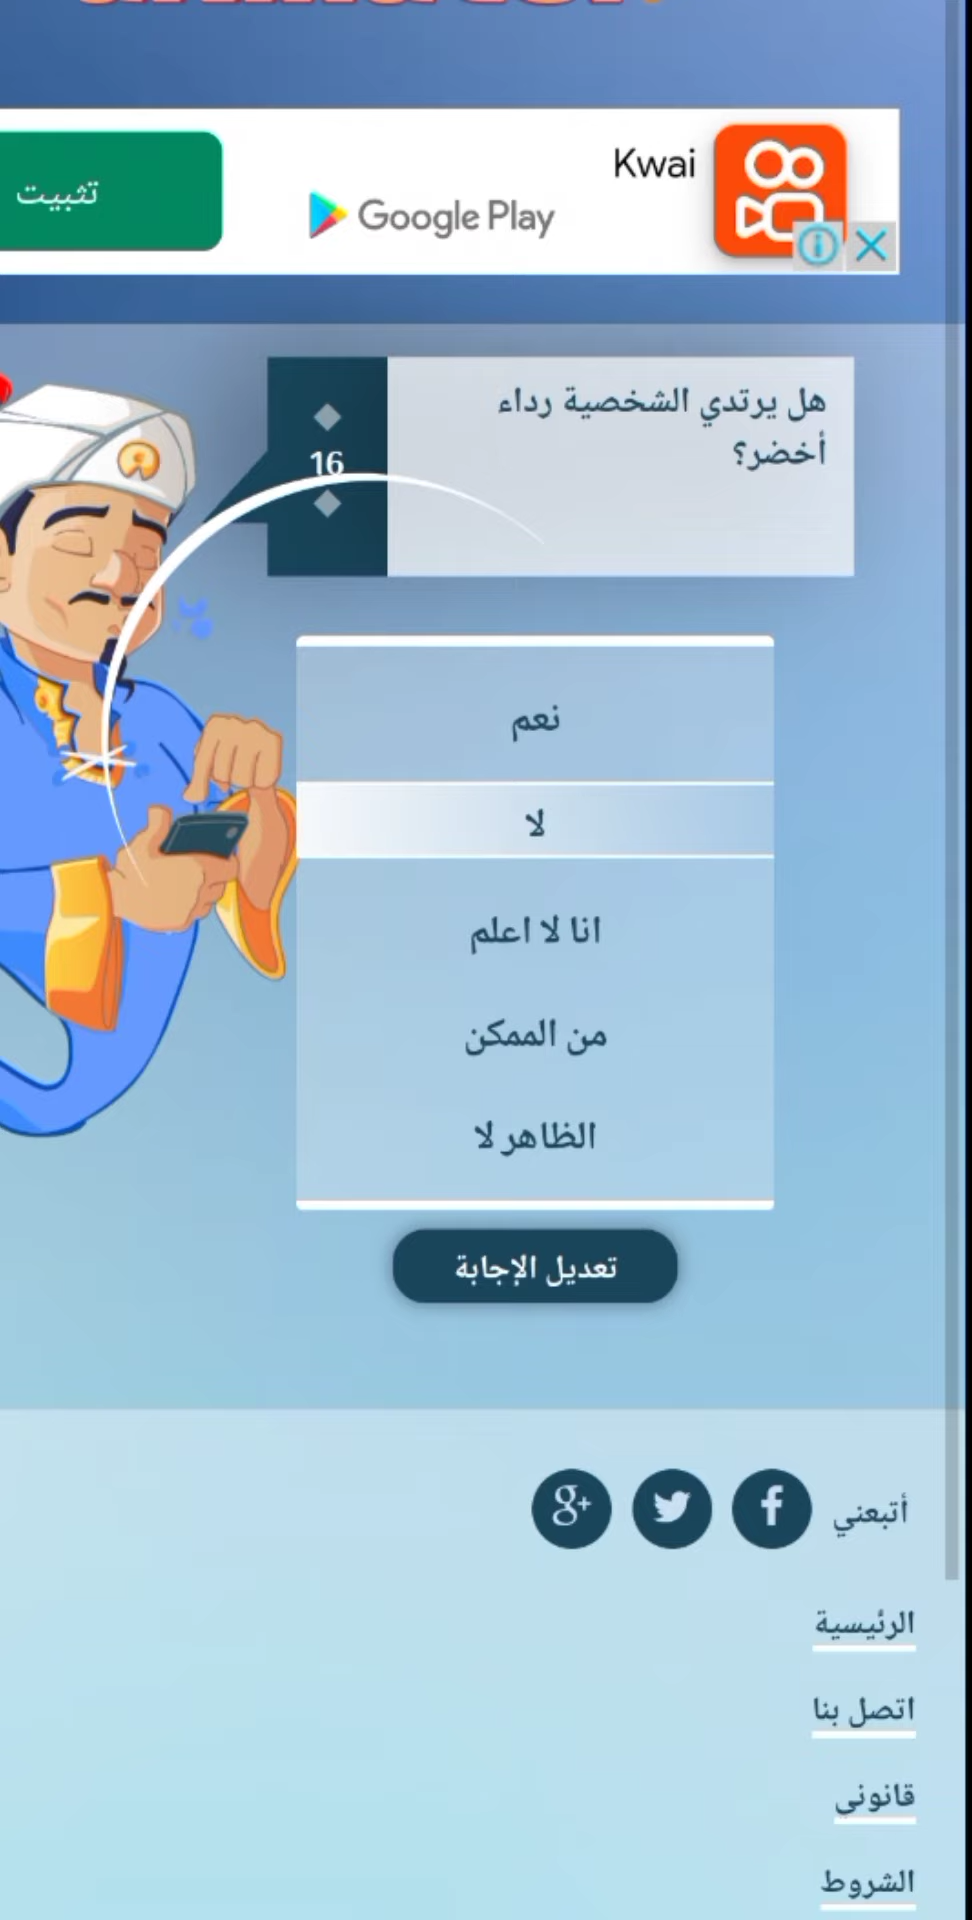 Kwai
Google Play
تثبيت
هل يرتدي الشخصية رداء
أخضر؟
16
نعم
لا
انا لا اعلم
من الممكن
الظاهر لا
تعديل الإجابة
أتبعني
f
g+
الرئيسية
اتصل بنا
قانوني
الشروط